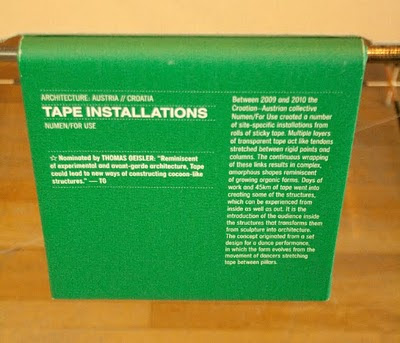 ARCHITECTURE: AUSTRIA // CROATIA
TAPE INSTALLATIONS
NUMEN/FOR USE
☆ Nominated by THOMAS GEISLER: "Reminiscent
of experimental and avant-garde architecture, Tape
could lead to new ways of constructing cocoon-like
structures." — TG
Between 2009 and 2010 the
Croatian-Austrian collective
Numen/For Use created a number
of site-specific installations from
rolls of sticky tape. Multiple layers
of transparent tape act like tendons
stretched between rigid points and
columns. The continuous wrapping
of these links results in complex,
amorphous shapes reminiscent
of growing organic forms. Days of
work and 45km of tape went into
creating some of the structures,
which can be experienced from
inside as well as out. It is the
introduction of the audience inside
the structures that transforms them
from sculpture into architecture.
The concept originated from a set
design for a dance performance,
in which the form evolves from the
movement of dancers stretching
tape between pillars.